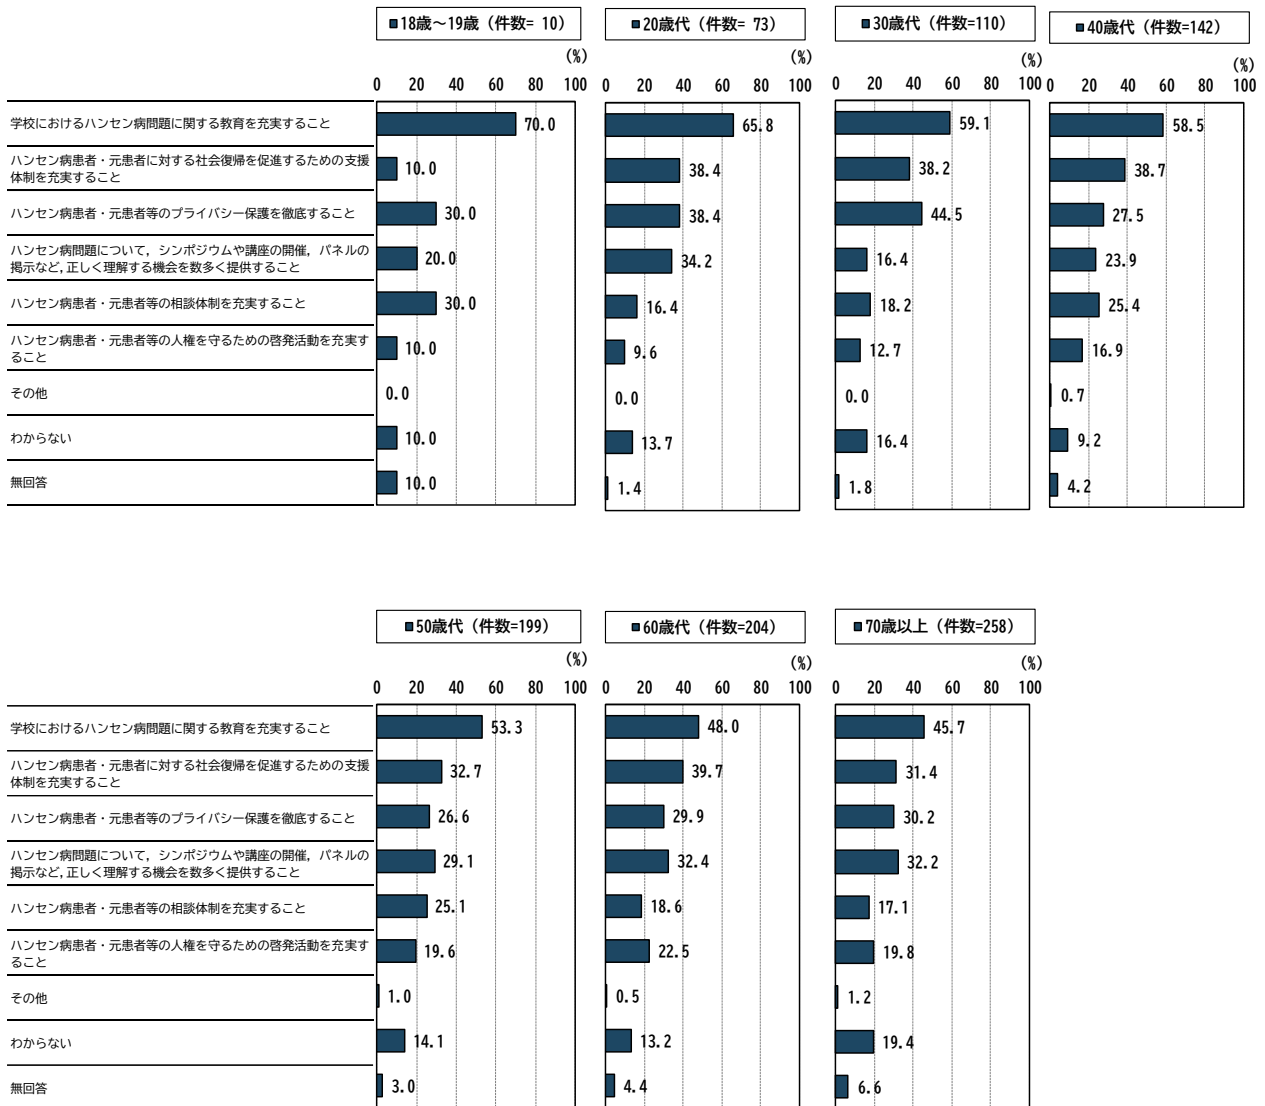 ■18歳～19歳（件数= 10） ■20歳代（件数= 73） ■30歳代（件数=110） ■40歳代（件数=142）
(%) (%) (%) (%)
0 20 40 60 80 100 0 20 40 60 80 100 0 20 40 60 80 100 0 20 40 60 80 100
学校におけるハンセン病問題に関する教育を充実すること 70.0 65.8 59.1 58.5
ハンセン病患者・元患者に対する社会復帰を促進するための支援
体制を充実すること 10.0 38.4 38.2 38.7
ハンセン病患者・元患者等のプライバシー保護を徹底すること 30.0 38.4 44.5 27.5
ハンセン病問題について，シンポジウムや講座の開催，パネルの
掲示など,正しく理解する機会を数多く提供すること 20.0 34.2 16.4 23.9
ハンセン病患者・元患者等の相談体制を充実すること 30.0 16.4 18.2 25.4
ハンセン病患者・元患者等の人権を守るための啓発活動を充実す
ること 10.0 9.6 12.7 16.9
その他 0.0 0.0 0.0 0.7
わからない 10.0 13.7 16.4 9.2
無回答 10.0 1.4 1.8 4.2
■50歳代（件数=199） ■60歳代（件数=204） ■70歳以上（件数=258）
(%) (%) (%)
0 20 40 60 80 100 0 20 40 60 80 100 0 20 40 60 80 100
学校におけるハンセン病問題に関する教育を充実すること 53.3 48.0 45.7
ハンセン病患者・元患者に対する社会復帰を促進するための支援
体制を充実すること 32.7 39.7 31.4
ハンセン病患者・元患者等のプライバシー保護を徹底すること 26.6 29.9 30.2
ハンセン病問題について，シンポジウムや講座の開催，パネルの
掲示など,正しく理解する機会を数多く提供すること 29.1 32.4 32.2
ハンセン病患者・元患者等の相談体制を充実すること 25.1 18.6 17.1
ハンセン病患者・元患者等の人権を守るための啓発活動を充実す
ること 19.6 22.5 19.8
その他 1.0 0.5 1.2
わからない 14.1 13.2 19.4
無回答 3.0 4.4 6.6